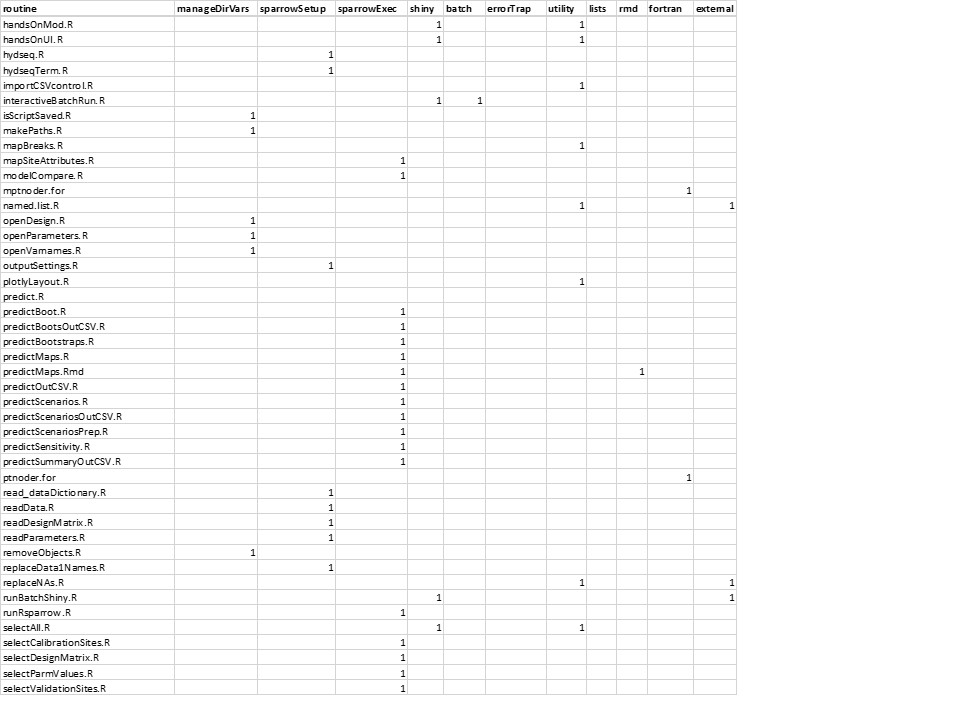 routine manageDirVars sparrowSetup sparrowExec shiny batch errorTrap utility lists rmd fortran external
handsOnMod.R 1 1
handsOnUI.R 1 1
hydseq.R 1
hydseqTerm.R 1
importCSVcontrol.R 1
interactiveBatchRun.R 1 1
isScriptSaved.R 1
makePaths.R 1
mapBreaks.R 1
mapSiteAttributes.R 1
modelCompare.R 1
mptnoder.for 1
named.list.R 1 1
openDesign.R 1
openParameters.R 1
openVarnames.R 1
outputSettings.R 1
plotlyLayout.R 1
predict.R
predictBoot.R 1
predictBootsOutCSV.R 1
predictBootstraps.R 1
predictMaps.R 1
predictMaps.Rmd 1 1
predictOutCSV.R 1
predictScenarios.R 1
predictScenariosOutCSV.R 1
predictScenariosPrep.R 1
predictSensitivity.R 1
predictSummaryOutCSV.R 1
ptnoder.for 1
read_dataDictionary.R 1
readData.R 1
readDesignMatrix.R 1
readParameters.R 1
removeObjects.R 1
replaceData1Names.R 1
replaceNAs.R 1 1
runBatchShiny.R 1 1
runRsparrow.R 1
selectAll.R 1 1
selectCalibrationSites.R 1
selectDesignMatrix.R 1
selectParmValues.R 1
selectValidationSites.R 1